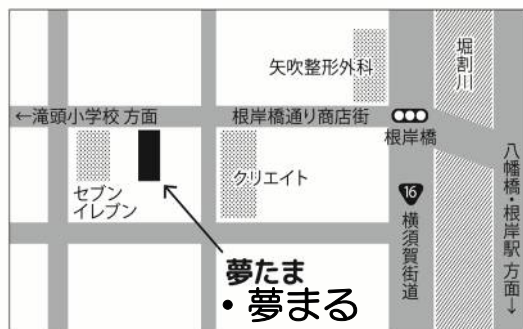 矢吹整形外科
堀割川
←滝頭小学校 方面
根岸橋通り商店街
根岸橋
セブン
イレブン
クリエイト
16
横須賀街道
八幡橋・根岸駅 方面→
夢たま
・夢まる